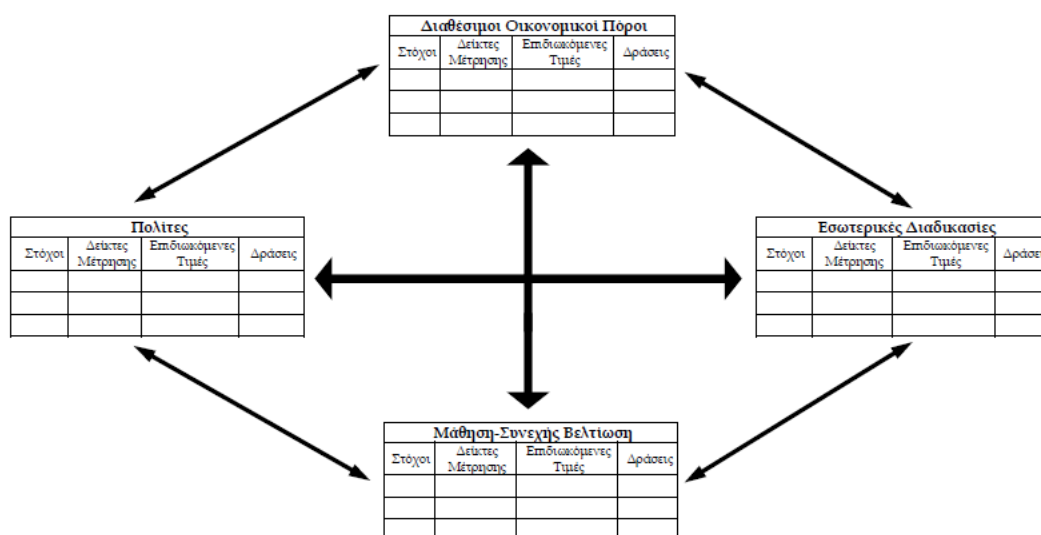 Διαθέσιμοι Οικονομικοί Πόροι
Στόχοι Δείκτες Μέτρησης Επιδιωκόμενες Τιμές Δράσεις
Πολίτες
Στόχοι Δείκτες Μέτρησης Επιδιωκόμενες Τιμές Δράσεις
Εσωτερικές Διαδικασίες
Στόχοι Δείκτες Μέτρησης Επιδιωκόμενες Τιμές Δράσεις
Μάθηση-Συνεχής Βελτίωση
Στόχοι Δείκτες Μέτρησης Επιδιωκόμενες Τιμές Δράσεις